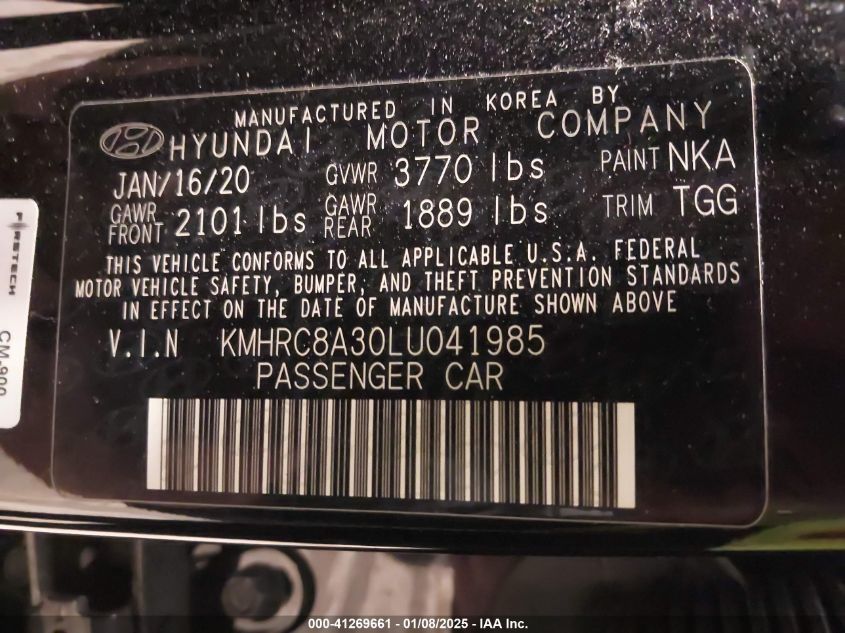 MANUFACTURED IN KOREA BY
HYUNDAI MOTOR COMPANY
JAN/16/20 GVWR 3770 lbs PAINT NKA
GAWR FRONT 2101 lbs GAWR REAR 1889 lbs TRIM TGG
THIS VEHICLE CONFORMS TO ALL APPLICABLE U.S.A. FEDERAL
MOTOR VEHICLE SAFETY, BUMPER, AND THEFT PREVENTION STANDARDS
IN EFFECT ON THE DATE OF MANUFACTURE SHOWN ABOVE
V.I.N KMHRC8A30LU041985
PASSENGER CAR
FIRSTECH
CM-900
000-41269661 - 01/08/2025 - IAA Inc.